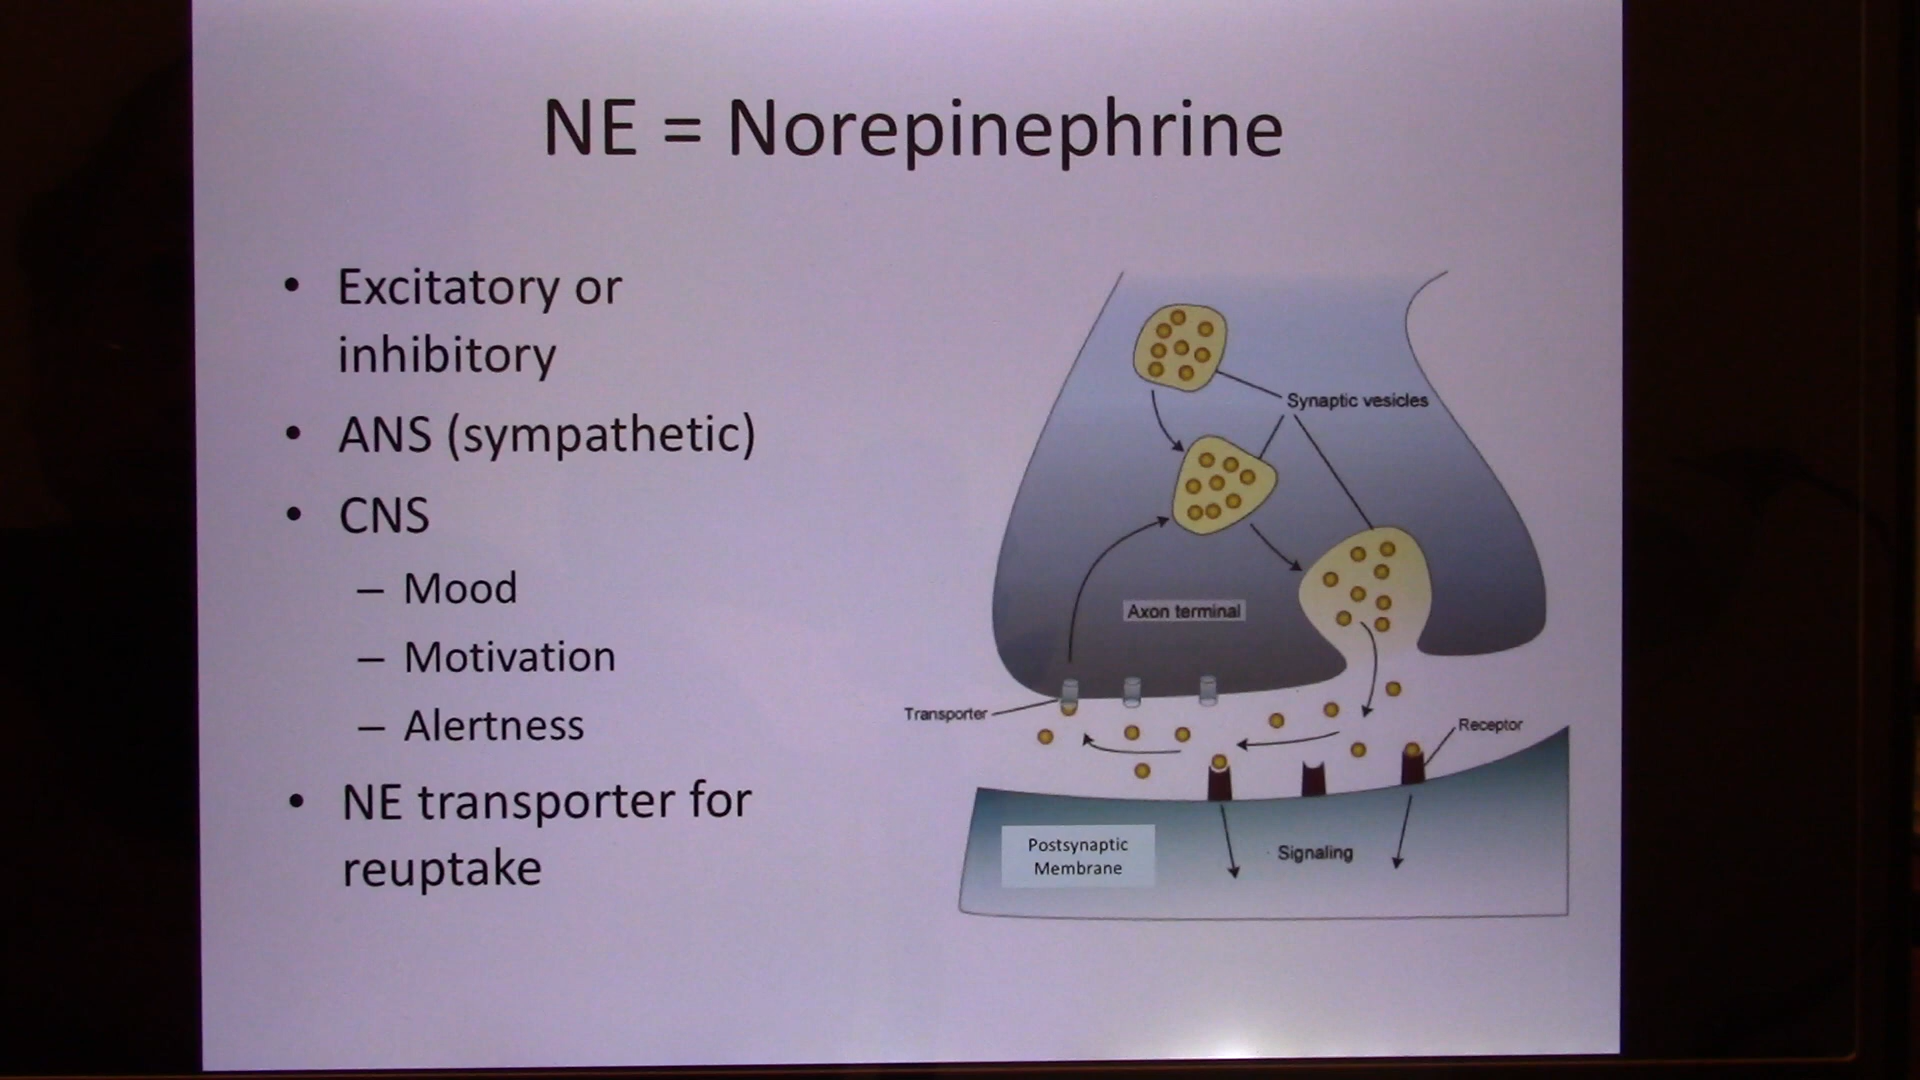 NE = Norepinephrine
• Excitatory or
inhibitory
• ANS (sympathetic)
• CNS
– Mood
– Motivation
– Alertness
• NE transporter for
reuptake
Synaptic vesicles
Axon terminal
Transporter
Receptor
Postsynaptic
Membrane
Signaling